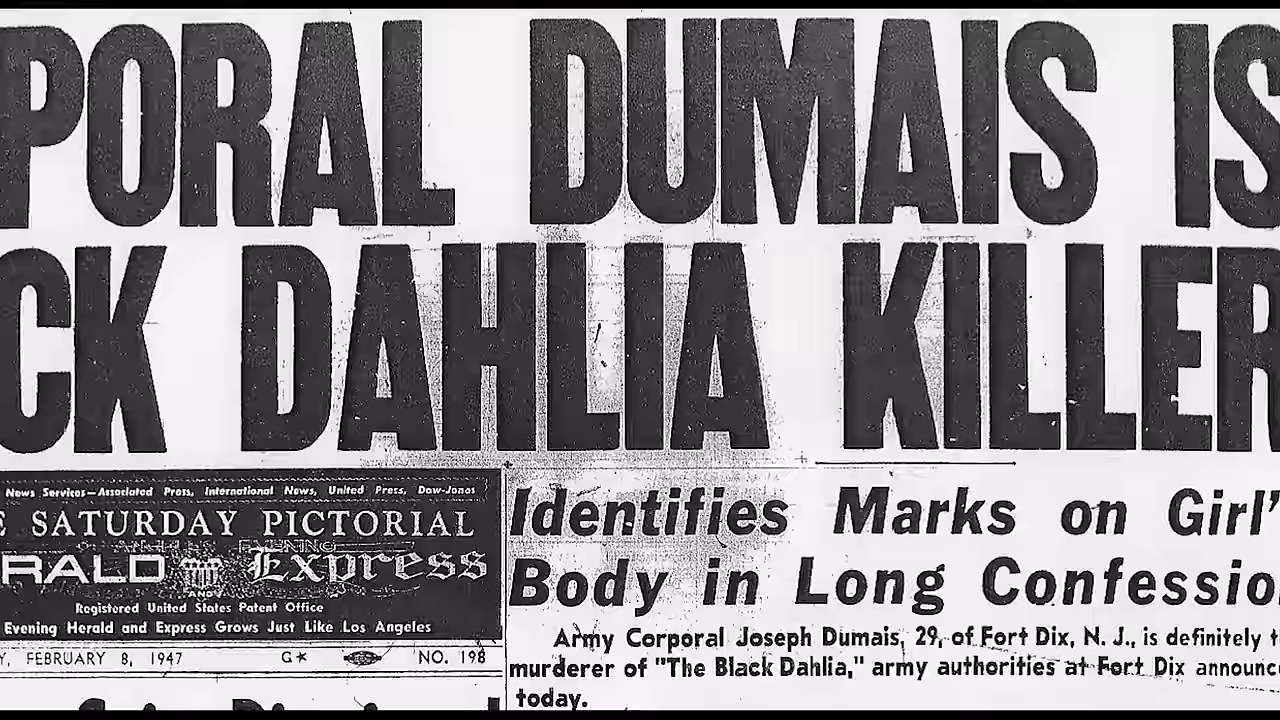 PORAL DUMAIS IS
CK DAHLIA KILLER
News Services—Associated Press, International News, United Press, Dow-Jones
E SATURDAY PICTORIAL
EVENING
RALD AND Express
Registered United States Patent Office
Evening Herald and Express Grows Just Like Los Angeles
Y, FEBRUARY 8, 1947 G★ NO. 198
Identifies Marks on Girl'
Body in Long Confessio
Army Corporal Joseph Dumais, 29, of Fort Dix, N. J., is definitely t
murderer of "The Black Dahlia," army authorities at Fort Dix announc
today.